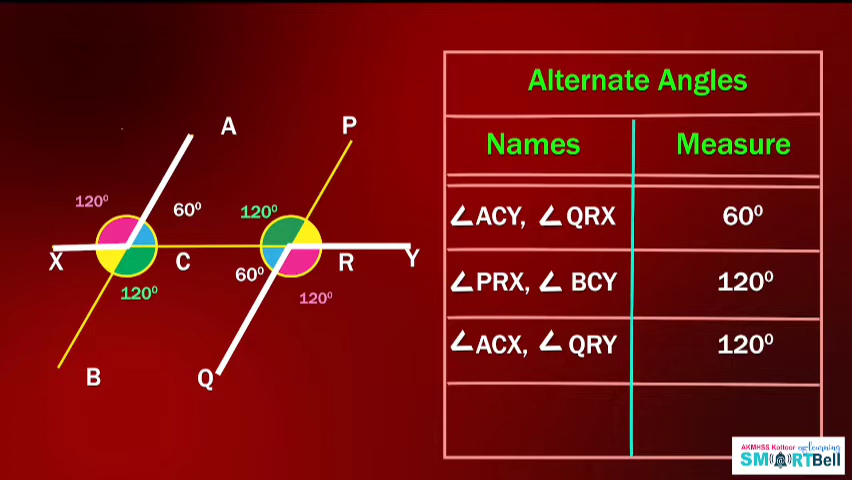 Alternate Angles
Names Measure
∠ACY, ∠QRX 60⁰
∠PRX, ∠ BCY 120⁰
∠ACX, ∠ QRY 120⁰
A
P
120⁰
60⁰
120⁰
X
C
R
Y
60⁰
120⁰
120⁰
B
Q
AKMHSS Kottoor
SMARTBell